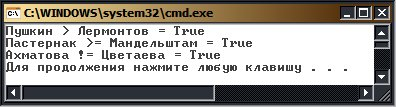 C:\WINDOWS\system32\cmd.exe
Пушкин > Лермонтов = True
Пастернак >= Мандельштам = True
Ахматова != Цветаева = True
Для продолжения нажмите любую клавишу . . .